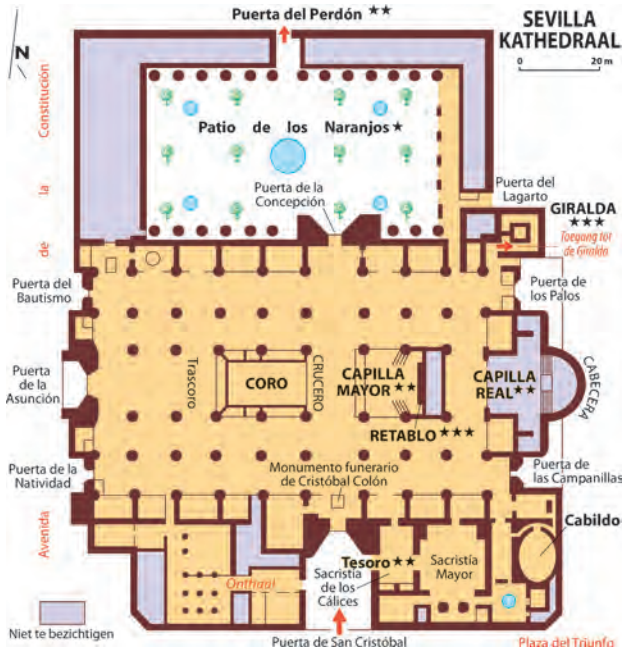 Puerta del Perdón ★★
SEVILLA
KATHEDRAAL
N
0 20 m
Constitución
la
de
Avenida
Patio de los Naranjos ★
Puerta de la
Concepción
Puerta del
Lagarto
GIRALDA
★★★
Toegang tot
de Giralda
Puerta del
Bautismo
Puerta de
los Palos
Trascoro
CORO
CRUCERO
CAPILLA
MAYOR ★★
CAPILLA
REAL ★★
CABECERA
Puerta
de la
Asunción
RETABLO ★★★
Puerta de la
Natividad
Monumento funerario
de Cristóbal Colón
Puerta de
las Campanillas
Cabildo
Tesoro ★★
Sacristía
de los
Cálices
Sacristía
Mayor
Onthaal
Niet te bezichtigen
Puerta de San Cristóbal
Plaza del Triunfo